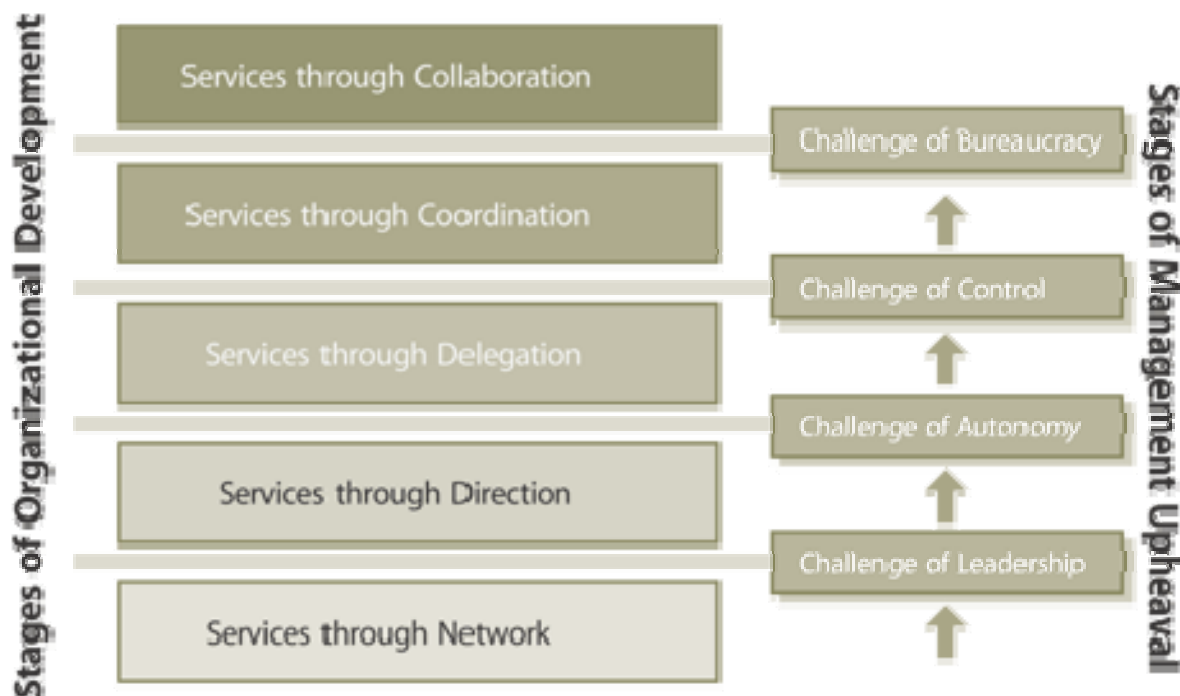 Stages of Organizational Development
Services through Collaboration
Services through Coordination
Services through Delegation
Services through Direction
Services through Network
Challenge of Bureaucracy
Challenge of Control
Challenge of Autonomy
Challenge of Leadership
Stages of Management Upheaval